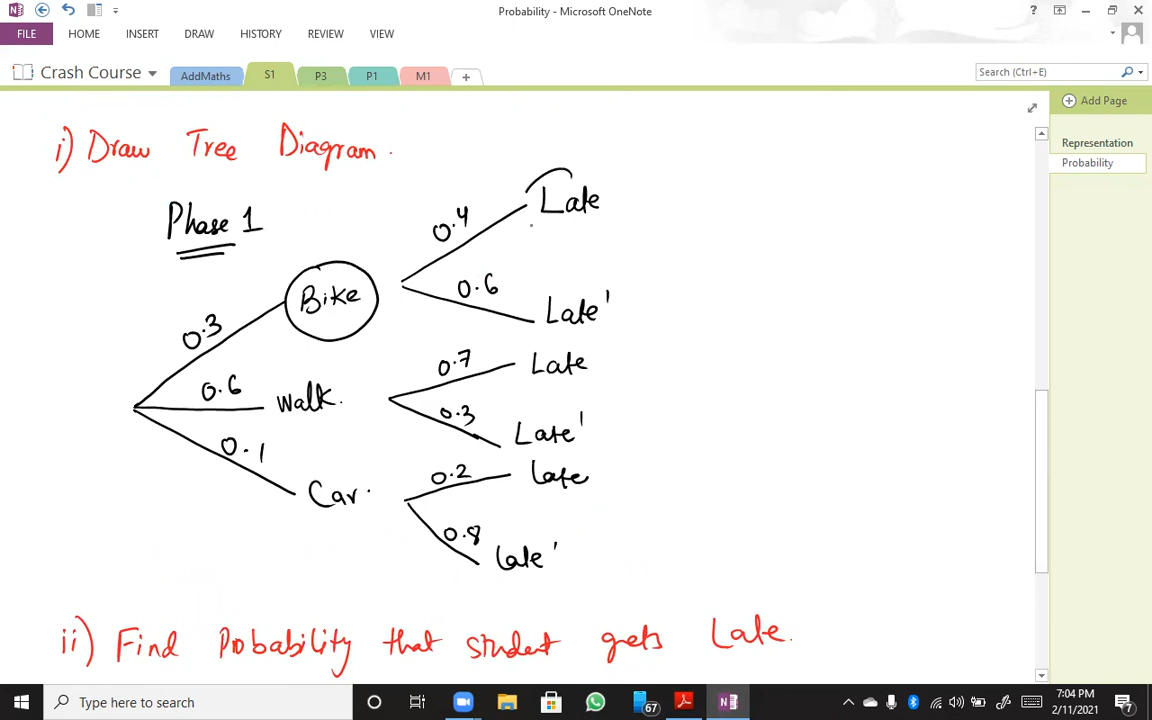 Probability - Microsoft OneNote
FILE HOME INSERT DRAW HISTORY REVIEW VIEW
Crash Course AddMaths S1 P3 P1 M1 +
Search (Ctrl+E)
Add Page
Representation
Probability
i) Draw Tree Diagram.
Phase 1
0.4 Late
Bike
0.6 Late'
0.3
0.7 Late
0.6 Walk.
0.3 Late'
0.1
0.2 late
Car.
0.8 late'
ii) Find Probability that student gets Late.
Type here to search
67
7:04 PM
2/11/2021
7